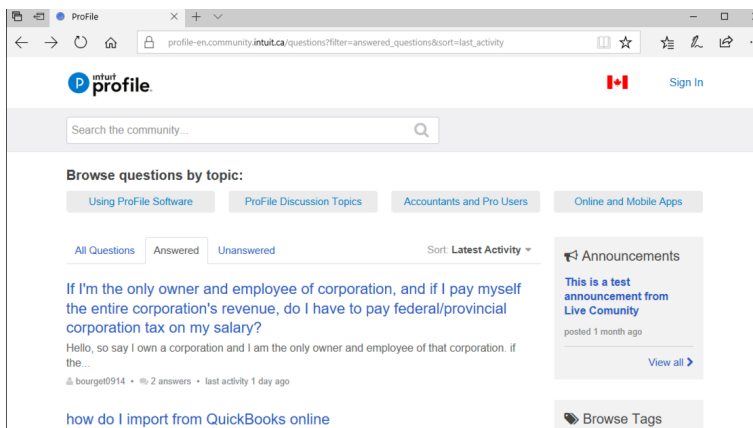 ProFile
profile-en.community.intuit.ca/questions?filter=answered_questions&sort=last_activity
intuit
profile.
Sign In
Search the community...
Browse questions by topic:
Using ProFile Software
ProFile Discussion Topics
Accountants and Pro Users
Online and Mobile Apps
All Questions
Answered
Unanswered
Sort: Latest Activity
If I'm the only owner and employee of corporation, and if I pay myself
the entire corporation's revenue, do I have to pay federal/provincial
corporation tax on my salary?
Hello, so say I own a corporation and I am the only owner and employee of that corporation. if
the...
bourget0914 • 2 answers • last activity 1 day ago
how do I import from QuickBooks online
Announcements
This is a test
announcement from
Live Comunity
posted 1 month ago
View all
Browse Tags